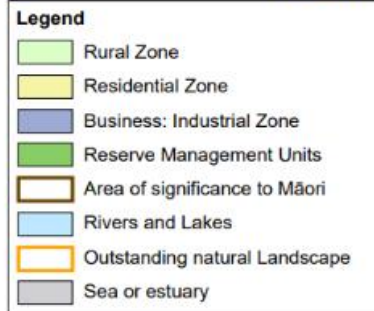 Legend
Rural Zone
Residential Zone
Business: Industrial Zone
Reserve Management Units
Area of significance to Māori
Rivers and Lakes
Outstanding natural Landscape
Sea or estuary